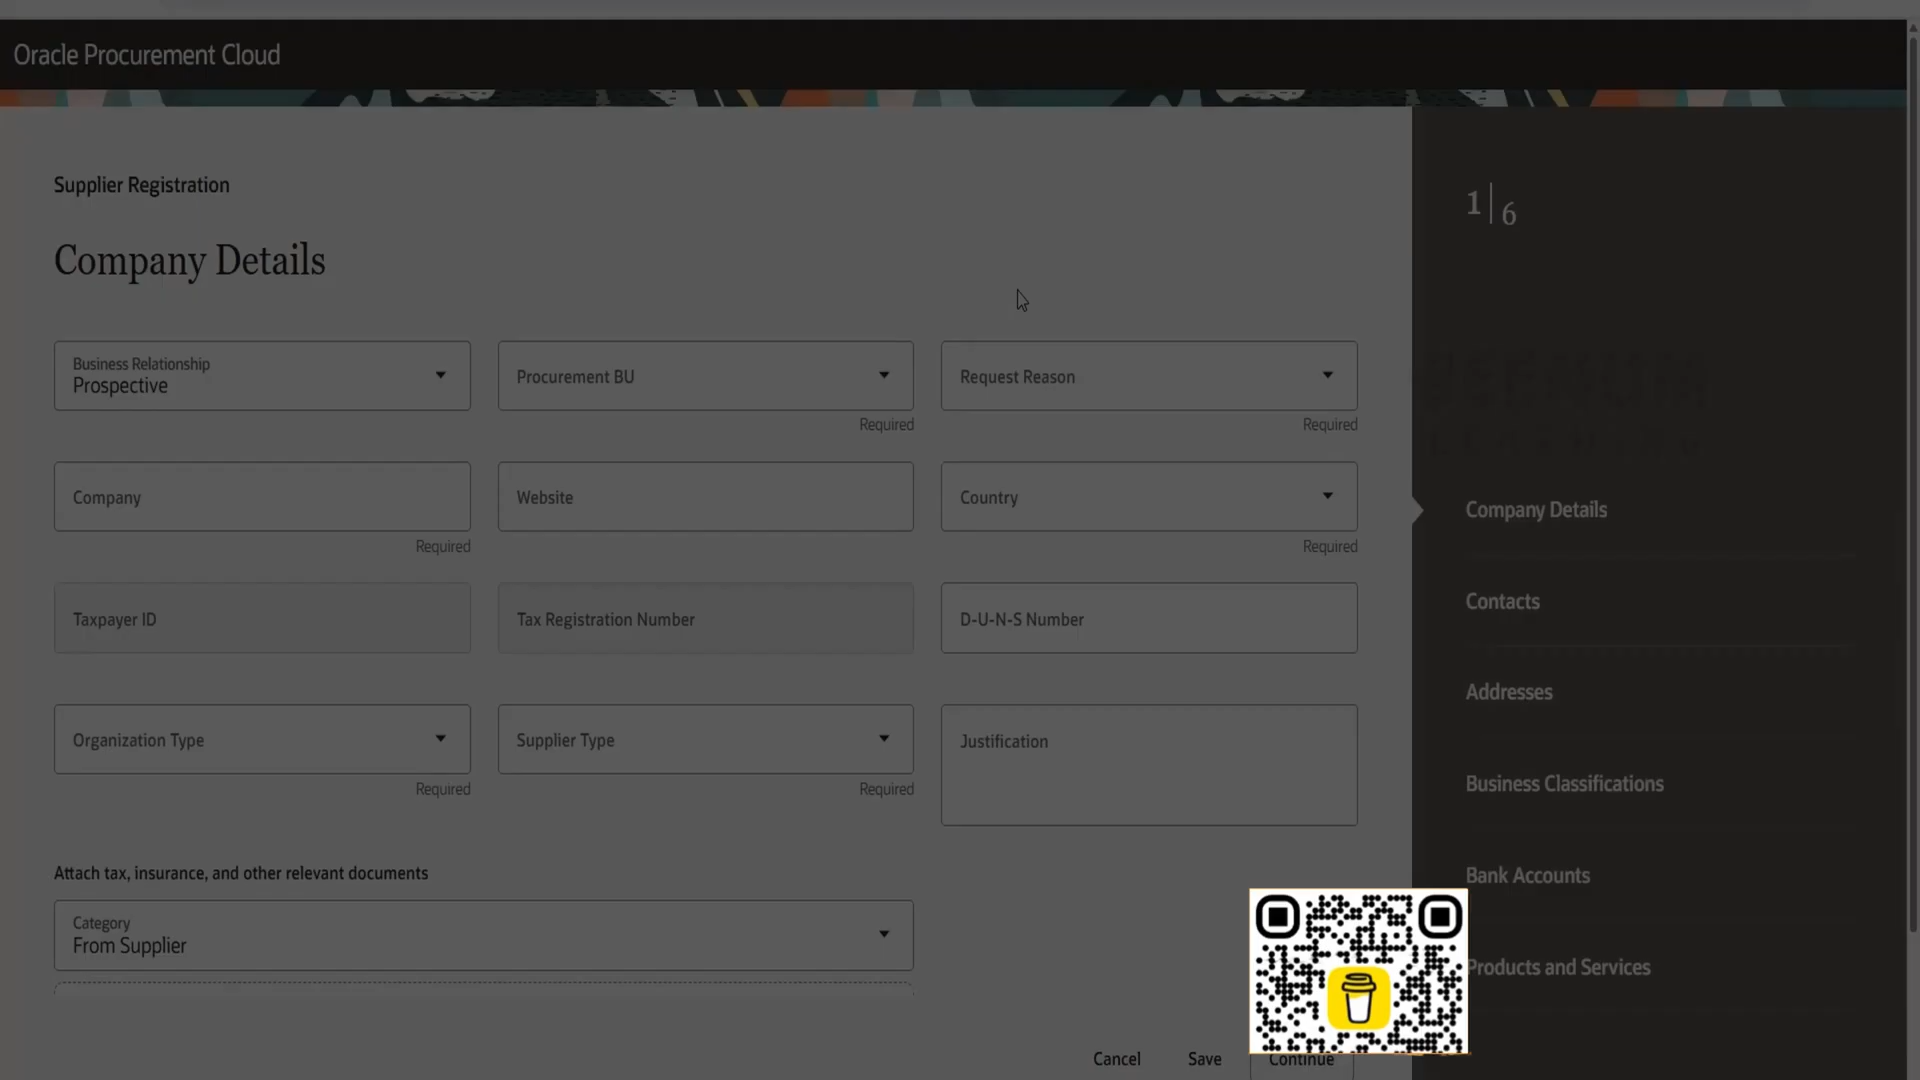 Oracle Procurement Cloud
Supplier Registration
Company Details
Business Relationship
Prospective
Procurement BU
Required
Request Reason
Required
Company
Required
Website
Country
Required
Taxpayer ID
Tax Registration Number
D-U-N-S Number
Organization Type
Required
Supplier Type
Required
Justification
Attach tax, insurance, and other relevant documents
Category
From Supplier
Cancel
Save
Continue
1 | 6
Company Details
Contacts
Addresses
Business Classifications
Bank Accounts
Products and Services